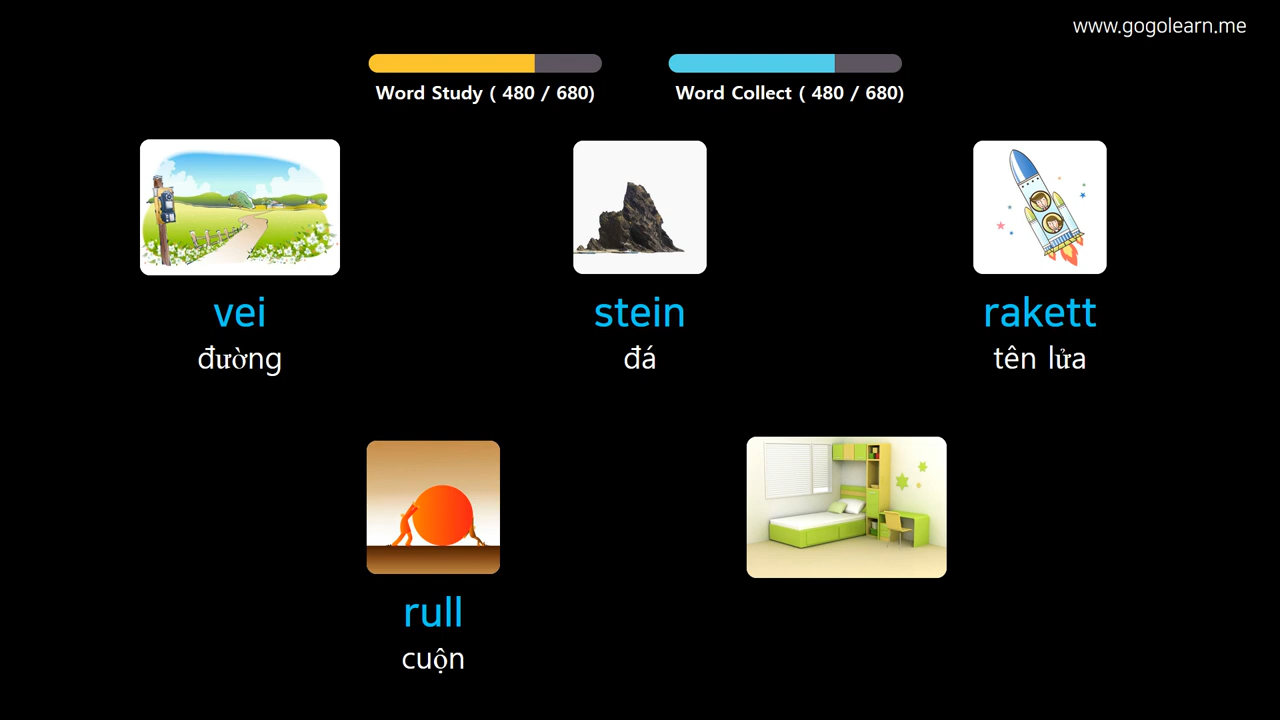 www.gogolearn.me
Word Study ( 480 / 680)
Word Collect ( 480 / 680)
vei
đường
stein
đá
rakett
tên lửa
rull
cuộn